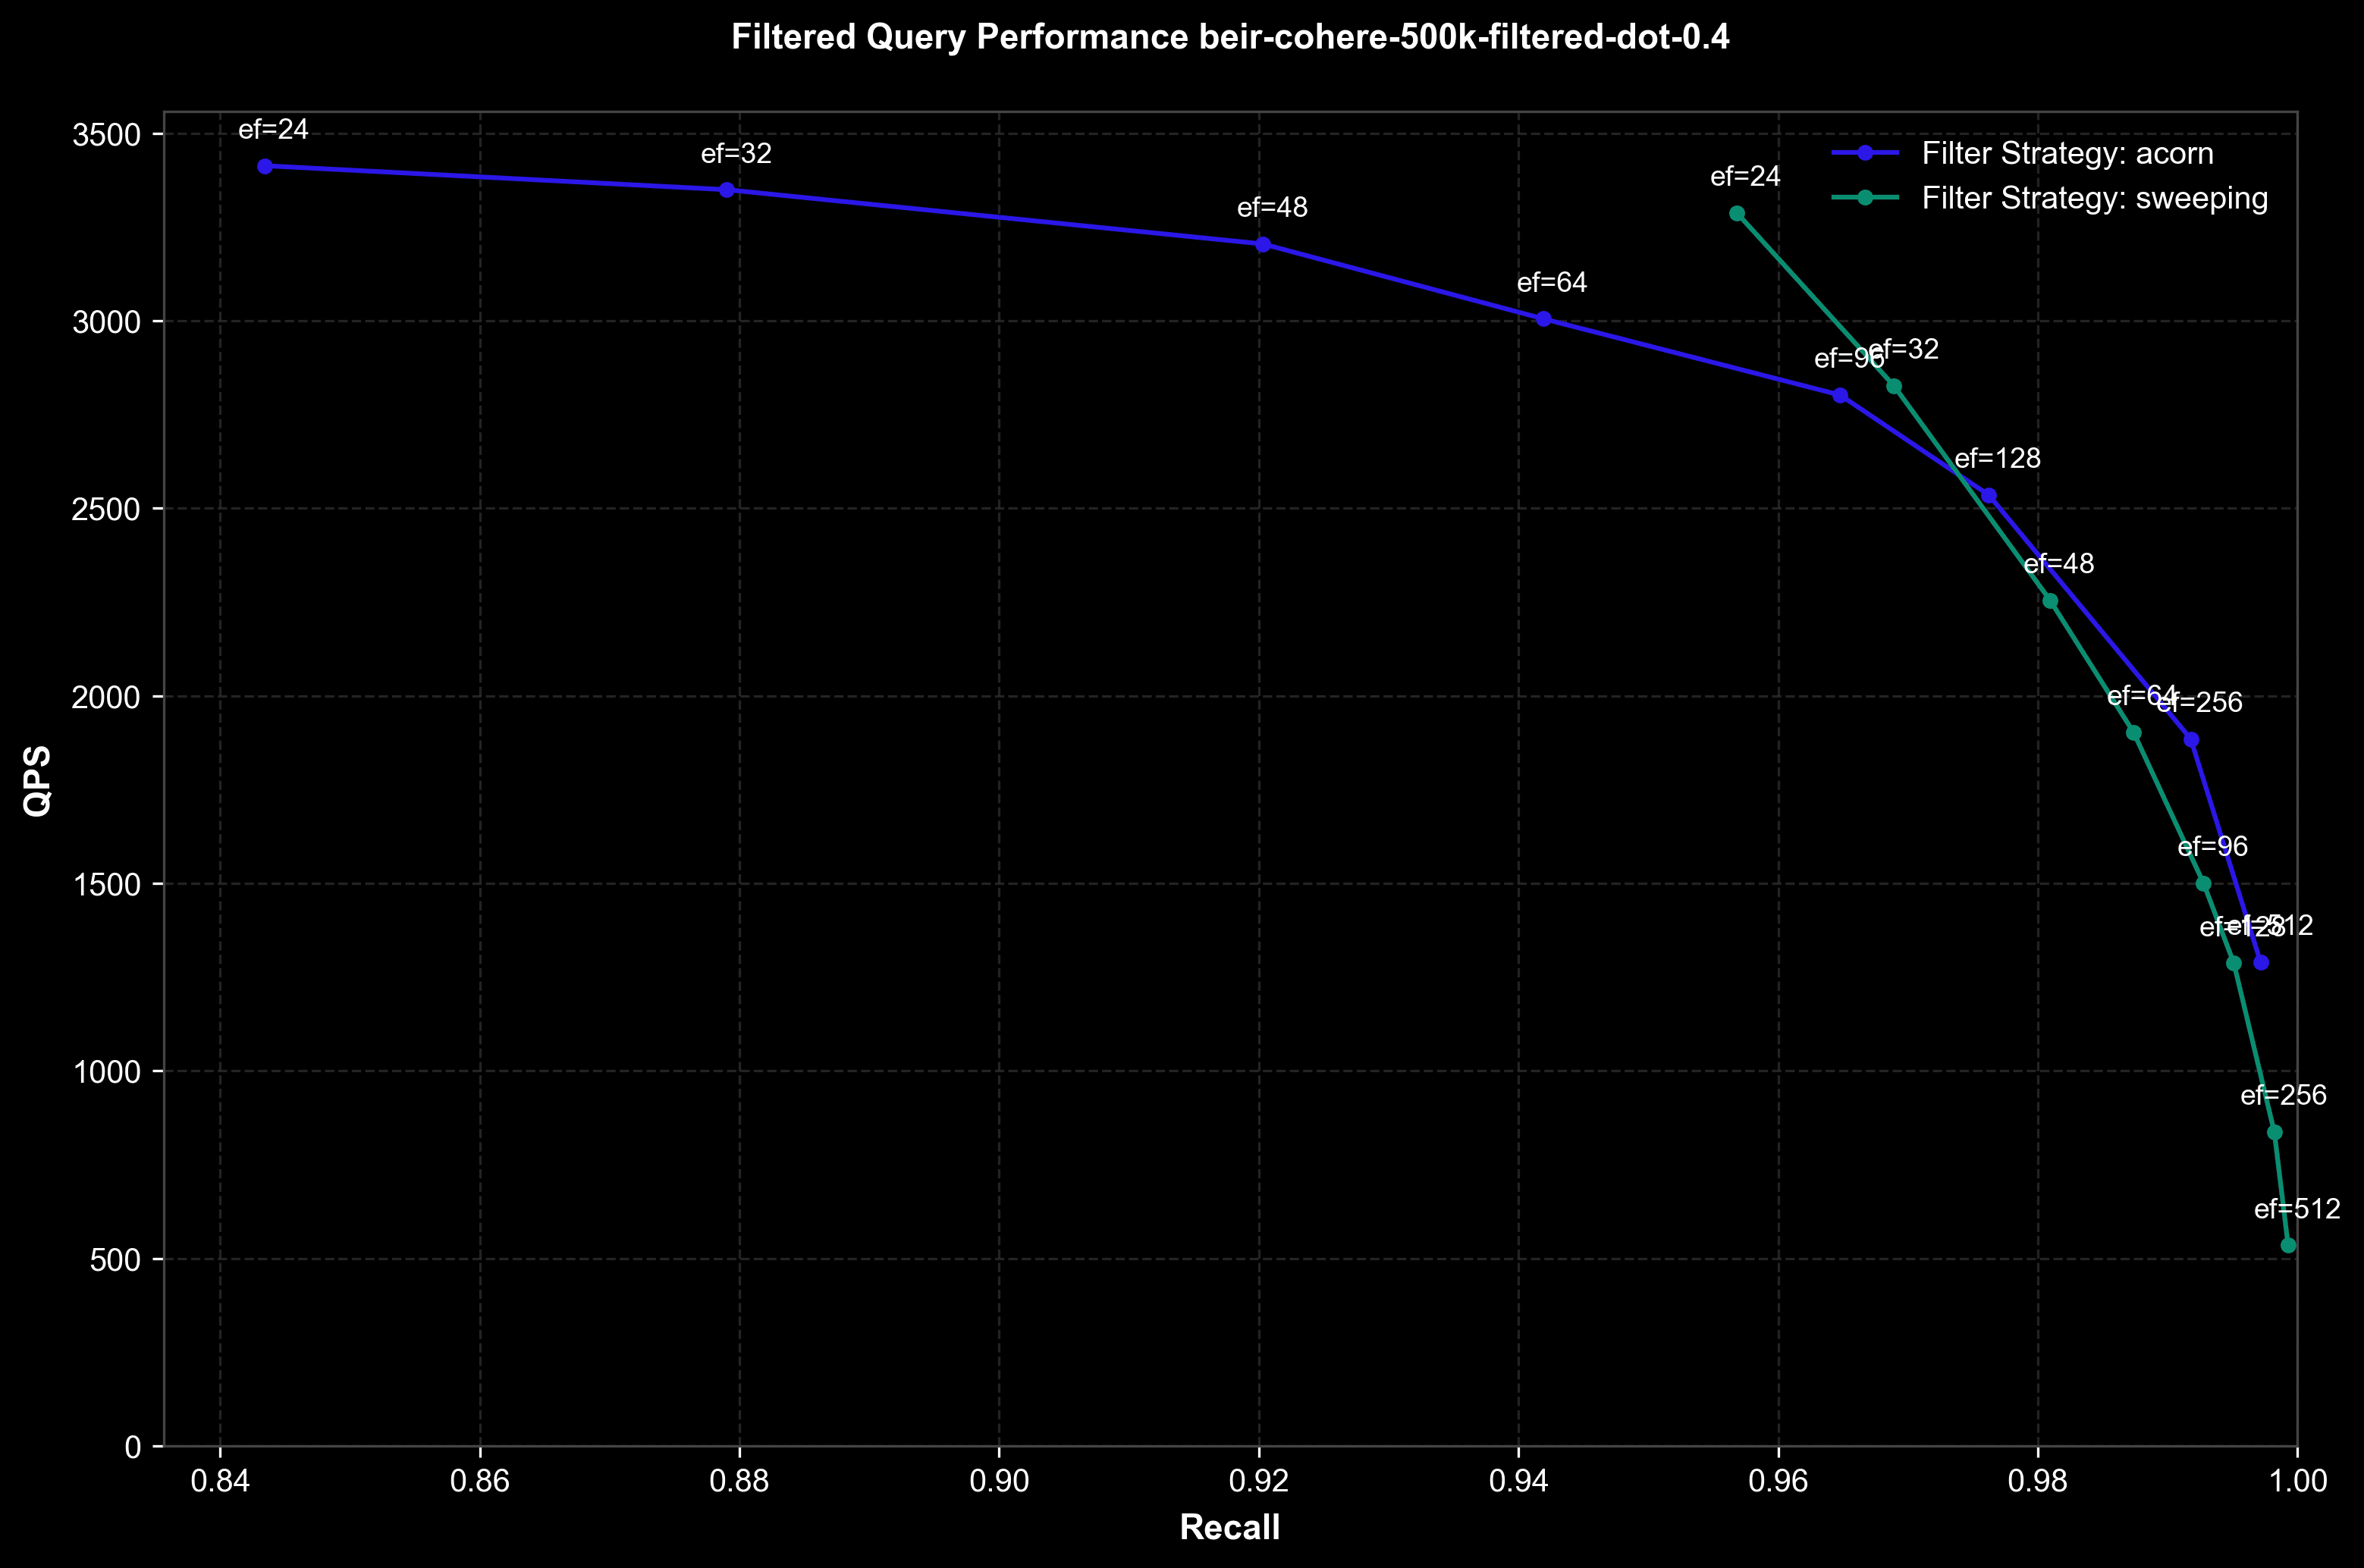 Filtered Query Performance beir-cohere-500k-filtered-dot-0.4
Filter Strategy: acorn
Filter Strategy: sweeping
QPS
3500
3000
2500
2000
1500
1000
500
0
ef=24
ef=32
ef=48
ef=64
ef=96
ef=128
ef=256
ef=512
ef=24
ef=32
ef=48
ef=64
ef=96
ef=128
ef=256
ef=512
0.84 0.86 0.88 0.90 0.92 0.94 0.96 0.98 1.00
Recall